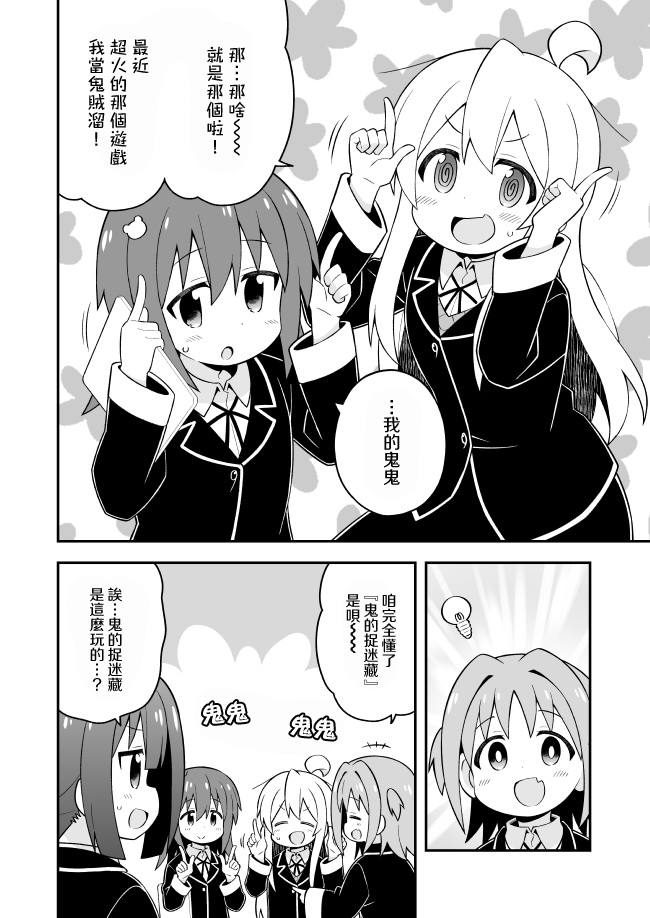 那…那啥～～
就是那個啦！
最近
超火的那個遊戲
我當鬼賊溜！
…我的鬼鬼
咱完全懂了
『鬼的捉迷藏』
是唄～～
鬼鬼
鬼鬼
誒…鬼的捉迷藏
是這麼玩的…？